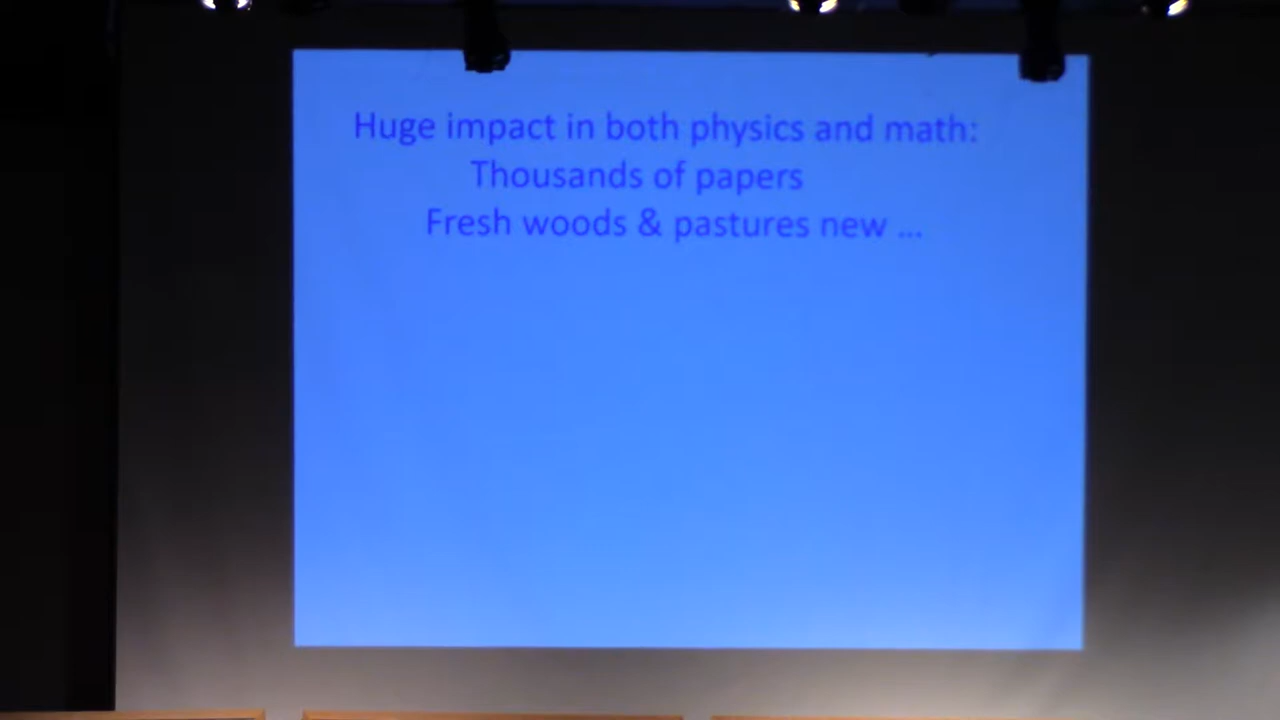 Huge impact in both physics and math:
Thousands of papers
Fresh woods & pastures new ...